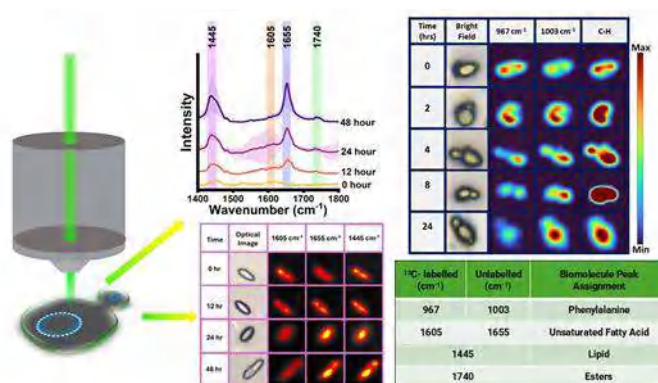 1445
1605
1655
1740
Intensity
48 hour
24 hour
12 hour
0 hour
1400 1500 1600 1700 1800
Wavenumber (cm⁻¹)
Time Optical Image 1605 cm⁻¹ 1655 cm⁻¹ 1445 cm⁻¹
0 hr
12 hr
24 hr
48 hr
Time (hrs) Bright Field 967 cm⁻¹ 1003 cm⁻¹ C-H
0
2
4
8
24
Max
Min
¹³C- labelled (cm⁻¹) Unlabelled (cm⁻¹) Biomolecule Peak Assignment
967 1003 Phenylalanine
1605 1655 Unsaturated Fatty Acid
1445 Lipid
1740 Esters